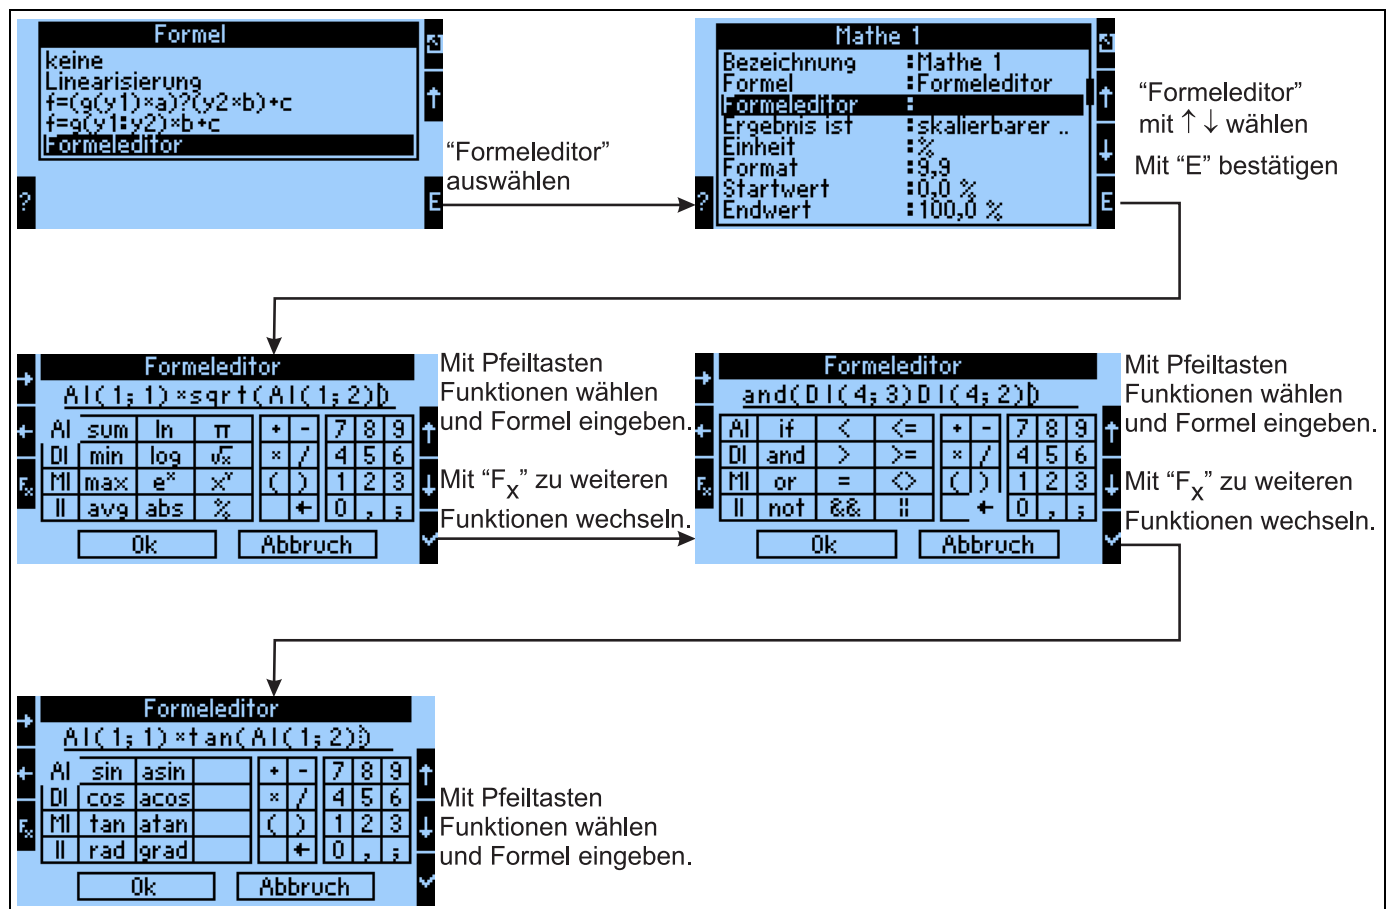 Formel
keine
Linearisierung
f=(g(y1)×a)?(y2×b)+c
f=g(y1:y2)×b+c
Formeleditor
?
E
"Formeleditor"
auswählen
Mathe 1
Bezeichnung :Mathe 1
Formel :Formeleditor
Formeleditor :
Ergebnis ist :skalierbarer ..
Einheit :%
Format :9,9
Startwert :0,0 %
Endwert :100,0 %
?
E
"Formeleditor"
mit ↑ ↓ wählen
Mit "E" bestätigen
Formeleditor
AI(1;1)×sqrt(AI(1;2))
AI sum ln π + - 7 8 9
DI min log √x × / 4 5 6
MI max eˣ xʸ ( ) 1 2 3
II avg abs % ← 0 , ;
Fx
Ok Abbruch
Mit Pfeiltasten
Funktionen wählen
und Formel eingeben.
Mit "Fx" zu weiteren
Funktionen wechseln.
Formeleditor
and(DI(4;3)DI(4;2))
AI if < <= + - 7 8 9
DI and > >= × / 4 5 6
MI or = <> ( ) 1 2 3
II not && || ← 0 , ;
Fx
Ok Abbruch
Mit Pfeiltasten
Funktionen wählen
und Formel eingeben.
Mit "Fx" zu weiteren
Funktionen wechseln.
Formeleditor
AI(1;1)×tan(AI(1;2))
AI sin asin + - 7 8 9
DI cos acos × / 4 5 6
MI tan atan ( ) 1 2 3
II rad grad ← 0 , ;
Fx
Ok Abbruch
Mit Pfeiltasten
Funktionen wählen
und Formel eingeben.